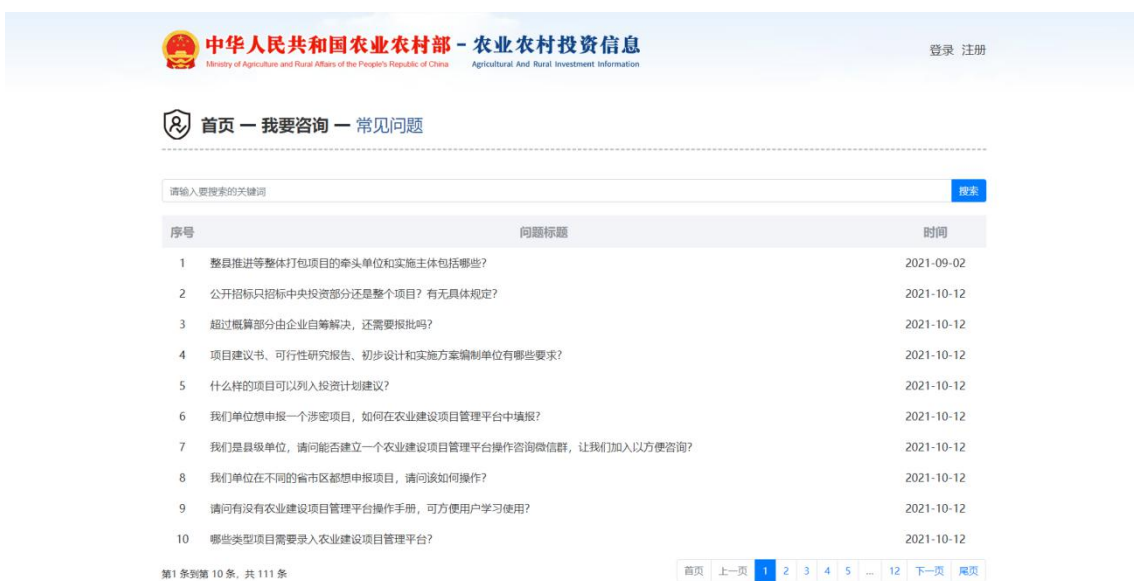 中华人民共和国农业农村部 - 农业农村投资信息
Ministry of Agriculture and Rural Affairs of the People's Republic of China Agricultural And Rural Investment Information
登录 注册
首页 — 我要咨询 — 常见问题
请输入要搜索的关键词 搜索
序号 问题标题 时间
1 整县推进等整体打包项目的牵头单位和实施主体包括哪些? 2021-09-02
2 公开招标只招标中央投资部分还是整个项目? 有无具体规定? 2021-10-12
3 超过概算部分由企业自筹解决, 还需要报批吗? 2021-10-12
4 项目建议书、可行性研究报告、初步设计和实施方案编制单位有哪些要求? 2021-10-12
5 什么样的项目可以列入投资计划建议? 2021-10-12
6 我们单位想申报一个涉密项目, 如何在农业建设项目管理平台中填报? 2021-10-12
7 我们是县级单位, 请问能否建立一个农业建设项目管理平台操作咨询微信群, 让我们加入以方便咨询? 2021-10-12
8 我们单位在不同的省市区都想申报项目, 请问该如何操作? 2021-10-12
9 请问有没有农业建设项目管理平台操作手册, 可方便用户学习使用? 2021-10-12
10 哪些类型项目需要录入农业建设项目管理平台? 2021-10-12
第1 条到第 10 条, 共 111 条 首页 上一页 1 2 3 4 5 ... 12 下一页 尾页